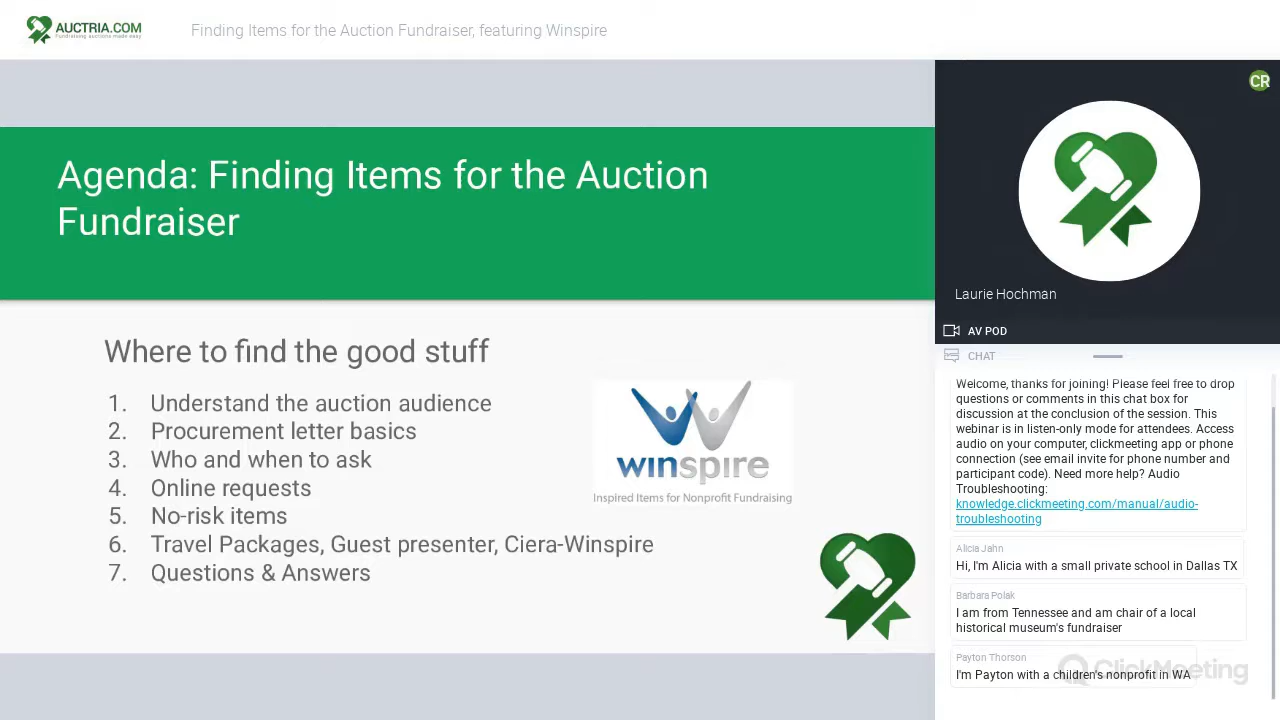 AUCTRIA.COM
Fundraising auctions made easy
Finding Items for the Auction Fundraiser, featuring Winspire
Agenda: Finding Items for the Auction
Fundraiser
Where to find the good stuff
1. Understand the auction audience
2. Procurement letter basics
3. Who and when to ask
4. Online requests
5. No-risk items
6. Travel Packages, Guest presenter, Ciera-Winspire
7. Questions & Answers
winspire
Inspired Items for Nonprofit Fundraising
CR
Laurie Hochman
AV POD
CHAT
Welcome, thanks for joining! Please feel free to drop
questions or comments in this chat box for
discussion at the conclusion of the session. This
webinar is in listen-only mode for attendees. Access
audio on your computer, clickmeeting app or phone
connection (see email invite for phone number and
participant code). Need more help? Audio
Troubleshooting:
knowledge.clickmeeting.com/manual/audio-
troubleshooting
Alicia Jahn
Hi, I'm Alicia with a small private school in Dallas TX
Barbara Polak
I am from Tennessee and am chair of a local
historical museum's fundraiser
Payton Thorson
I'm Payton with a children's nonprofit in WA
ClickMeeting